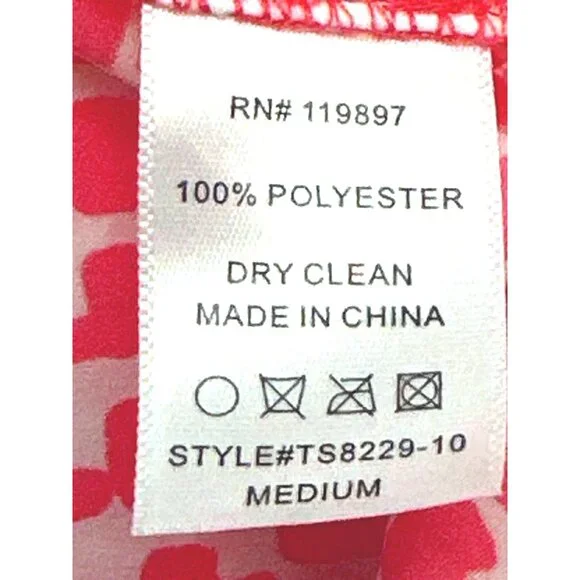 RN# 119897
100% POLYESTER
DRY CLEAN
MADE IN CHINA
STYLE#TS8229-10
MEDIUM